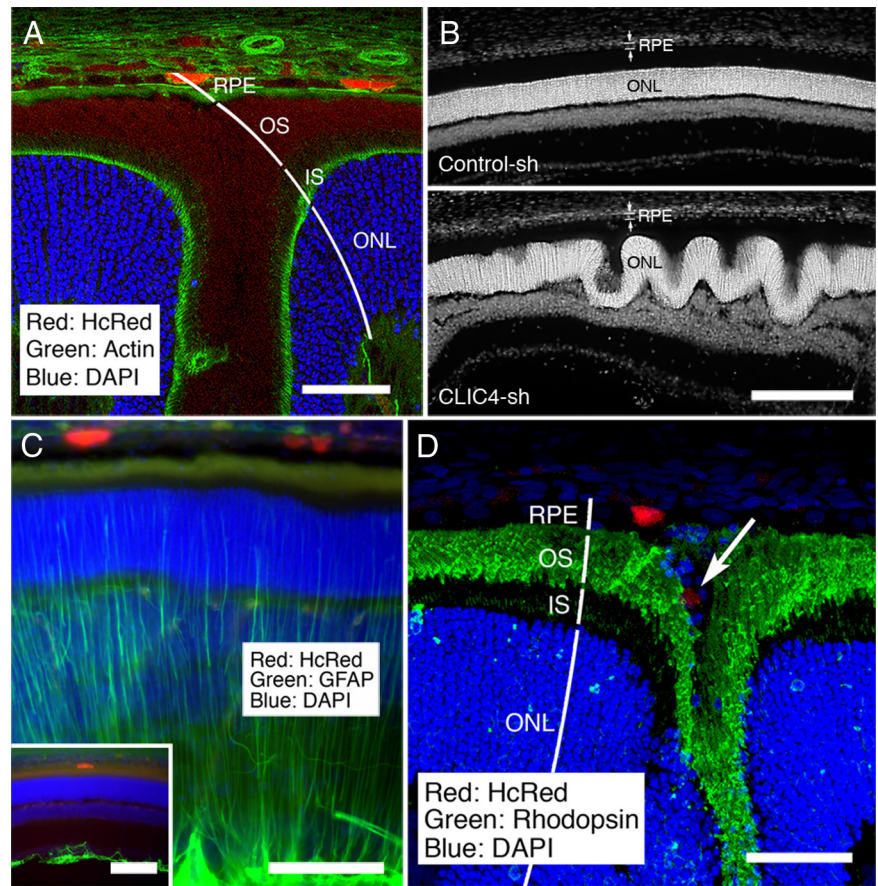 A
RPE
OS
IS
ONL
Red: HcRed
Green: Actin
Blue: DAPI
B
RPE
ONL
Control-sh
RPE
ONL
CLIC4-sh
C
Red: HcRed
Green: GFAP
Blue: DAPI
D
RPE
OS
IS
ONL
Red: HcRed
Green: Rhodopsin
Blue: DAPI